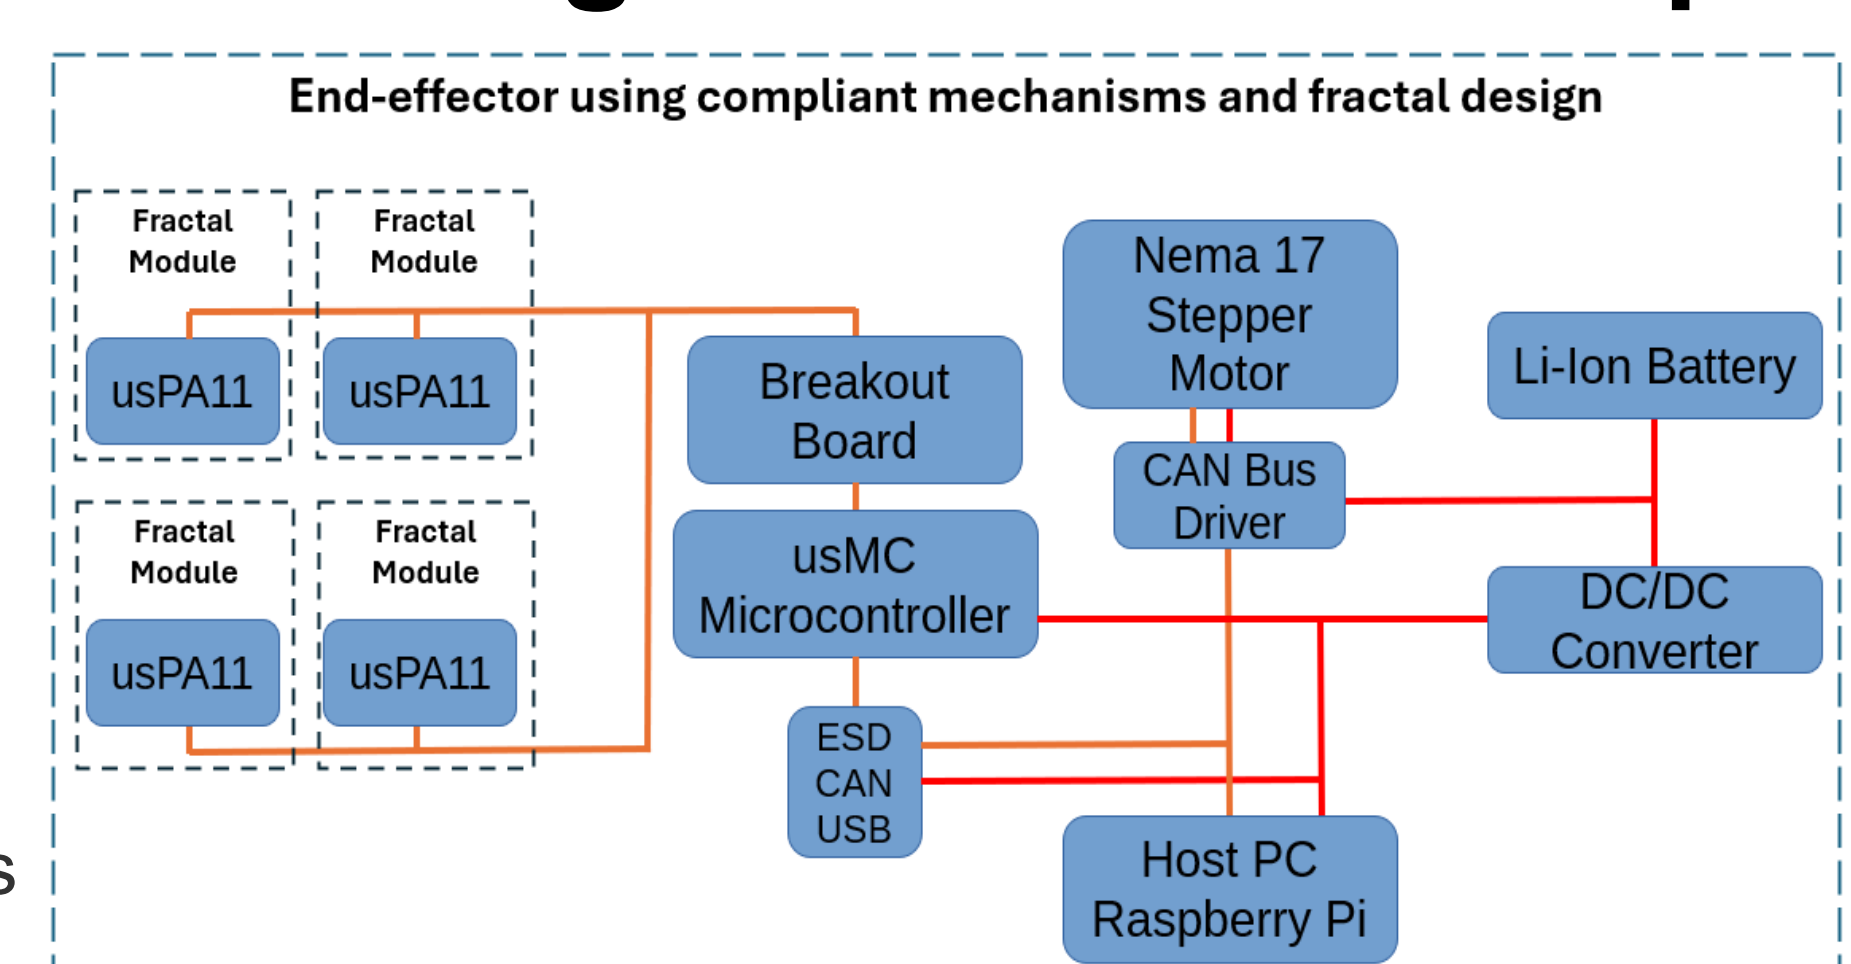 End-effector using compliant mechanisms and fractal design
Fractal
Module
usPA11
Fractal
Module
usPA11
Fractal
Module
usPA11
Fractal
Module
usPA11
Breakout
Board
usMC
Microcontroller
ESD
CAN
USB
Nema 17
Stepper
Motor
CAN Bus
Driver
Li-Ion Battery
DC/DC
Converter
Host PC
Raspberry Pi
s